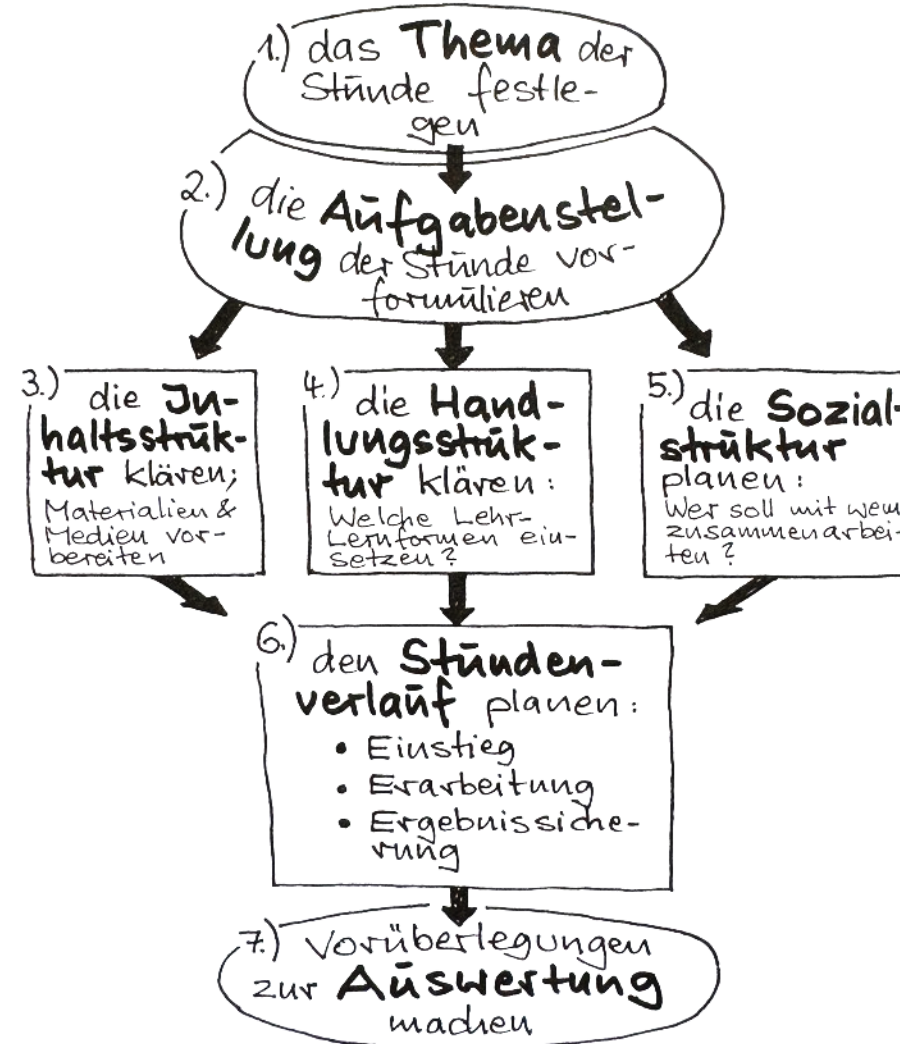 1.) das Thema der
Stunde festle-
gen
2.) die Aufgabenstel-
lung der Stunde vor-
formulieren
3.) die In-
haltsstruk-
tur klären;
Materialien &
Medien vor-
bereiten
4.) die Hand-
lungsstruk-
tur klären:
Welche Lehr-
Lernformen ein-
setzen?
5.) die Sozial-
struktur
planen:
Wer soll mit wem
zusammenarbei-
ten?
6.) den Stunden-
verlauf planen:
• Einstieg
• Erarbeitung
• Ergebnissiche-
rung
7.) Vorüberlegungen
zur Auswertung
machen